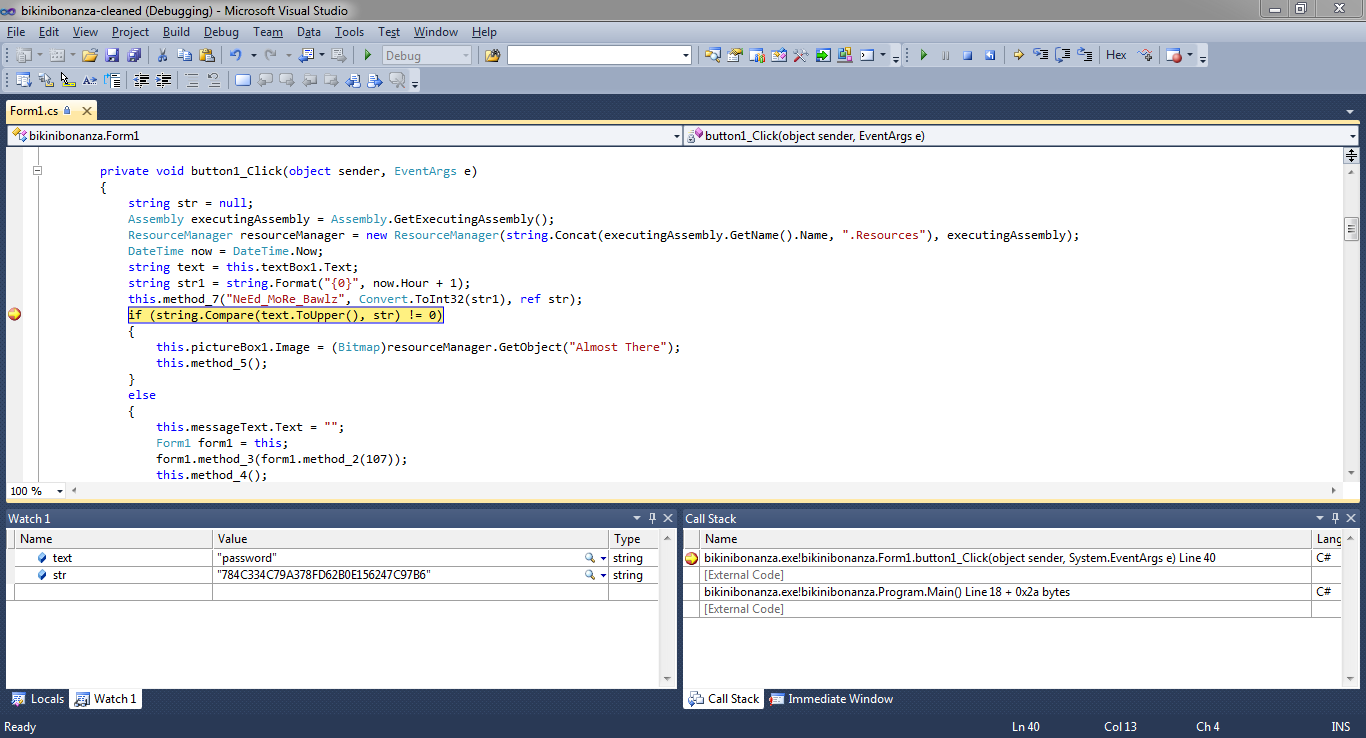 bikinibonanza-cleaned (Debugging) - Microsoft Visual Studio
File Edit View Project Build Debug Team Data Tools Test Window Help
Debug
Hex
Form1.cs
bikinibonanza.Form1 button1_Click(object sender, EventArgs e)
private void button1_Click(object sender, EventArgs e)
{
string str = null;
Assembly executingAssembly = Assembly.GetExecutingAssembly();
ResourceManager resourceManager = new ResourceManager(string.Concat(executingAssembly.GetName().Name, ".Resources"), executingAssembly);
DateTime now = DateTime.Now;
string text = this.textBox1.Text;
string str1 = string.Format("{0}", now.Hour + 1);
this.method_7("NeEd_MoRe_Bawlz", Convert.ToInt32(str1), ref str);
if (string.Compare(text.ToUpper(), str) != 0)
{
this.pictureBox1.Image = (Bitmap)resourceManager.GetObject("Almost There");
this.method_5();
}
else
{
this.messageText.Text = "";
Form1 form1 = this;
form1.method_3(form1.method_2(107));
this.method_4();
100 %
Watch 1
Name Value Type
text "password" string
str "784C334C79A378FD62B0E156247C97B6" string
Locals Watch 1
Call Stack
Name Lang
bikinibonanza.exe!bikinibonanza.Form1.button1_Click(object sender, System.EventArgs e) Line 40 C#
[External Code]
bikinibonanza.exe!bikinibonanza.Program.Main() Line 18 + 0x2a bytes C#
[External Code]
Call Stack Immediate Window
Ready Ln 40 Col 13 Ch 4 INS